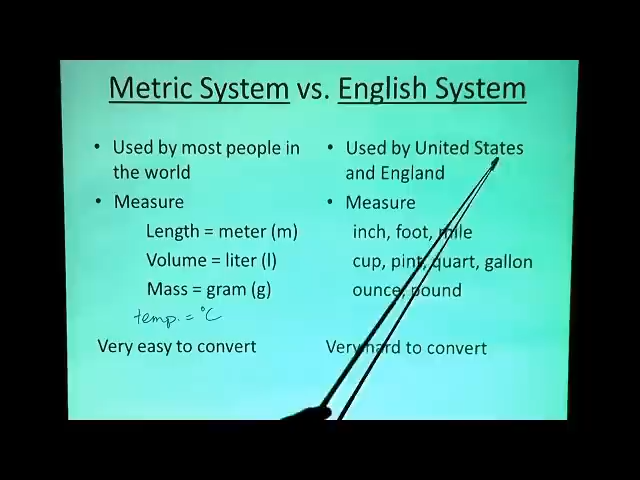 Metric System vs. English System
• Used by most people in
the world
• Measure
Length = meter (m)
Volume = liter (l)
Mass = gram (g)
temp. = °C
Very easy to convert
• Used by United States
and England
• Measure
inch, foot, mile
cup, pint, quart, gallon
ounce, pound
Very hard to convert